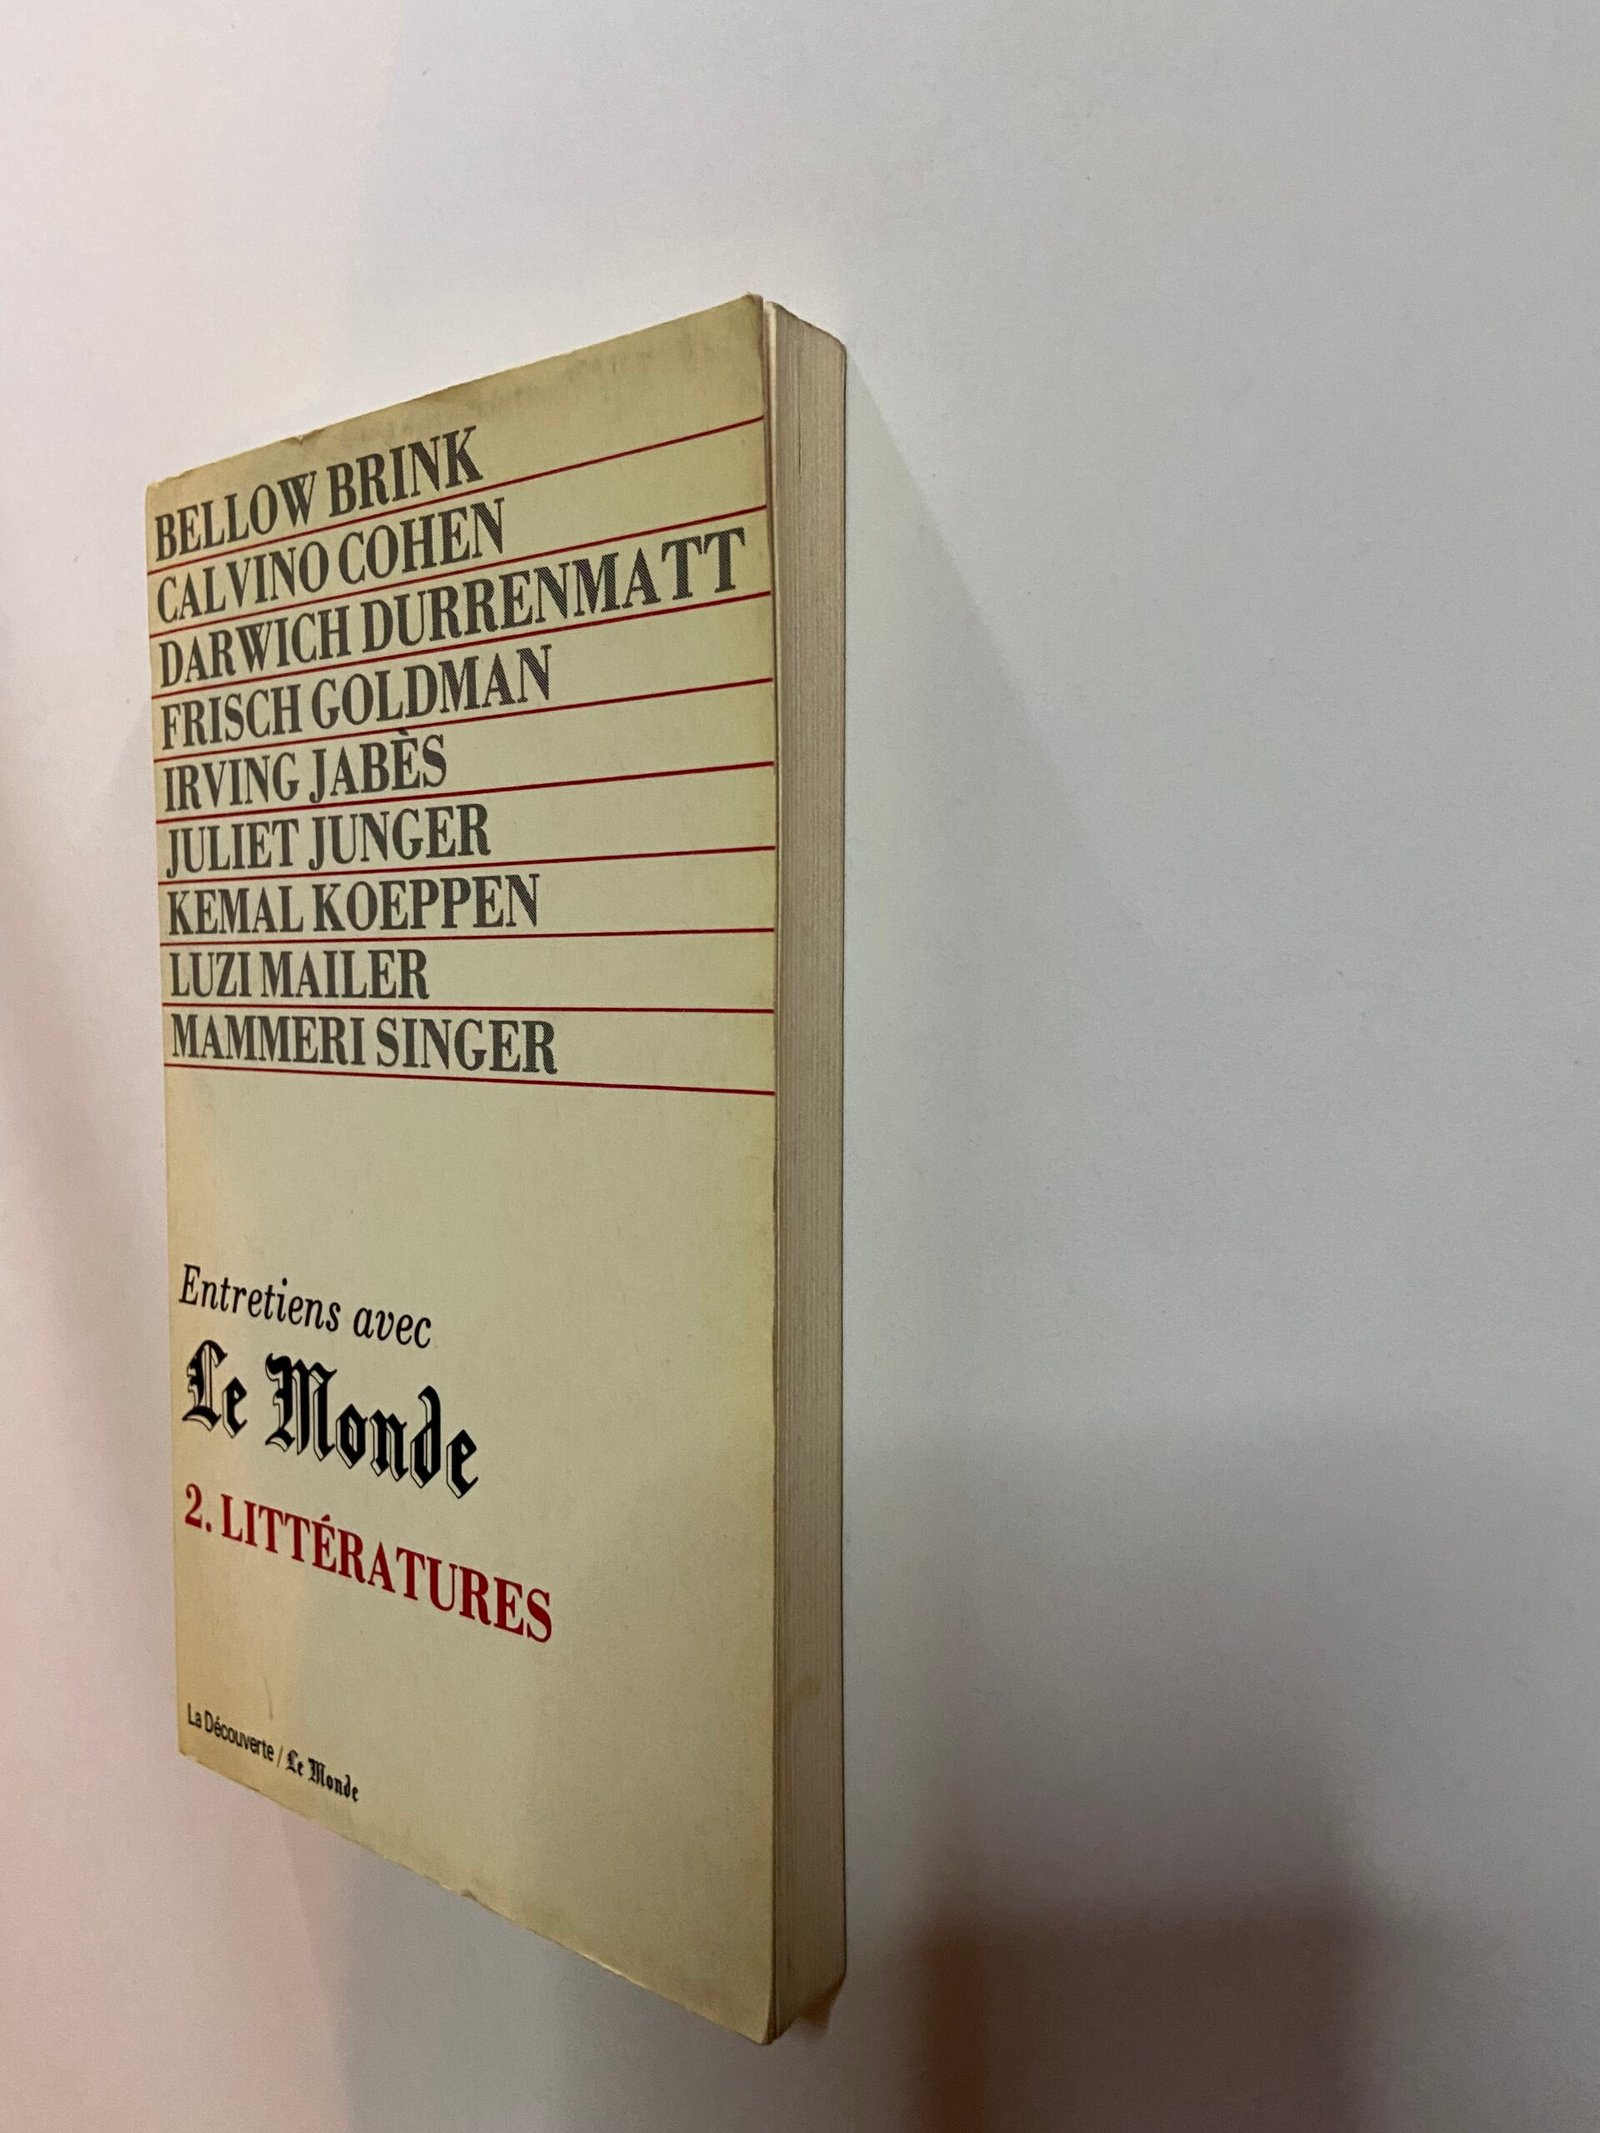 BELLOW BRINK
CALVINO COHEN
DARWICH DURRENMATT
FRISCH GOLDMAN
IRVING JABÈS
JULIET JUNGER
KEMAL KOEPPEN
LUZI MAILER
MAMMERI SINGER
Entretiens avec
Le Monde
2. LITTÉRATURES
La Découverte / Le Monde